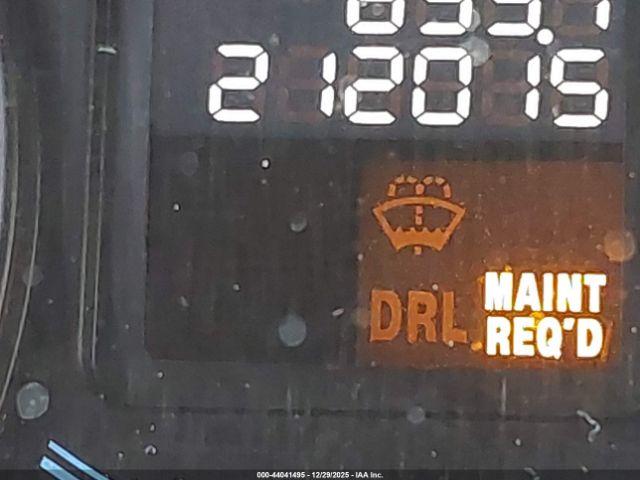 212015
MAINT
DRL REQ'D
000-44041495 - 12/29/2025 - IAA Inc.